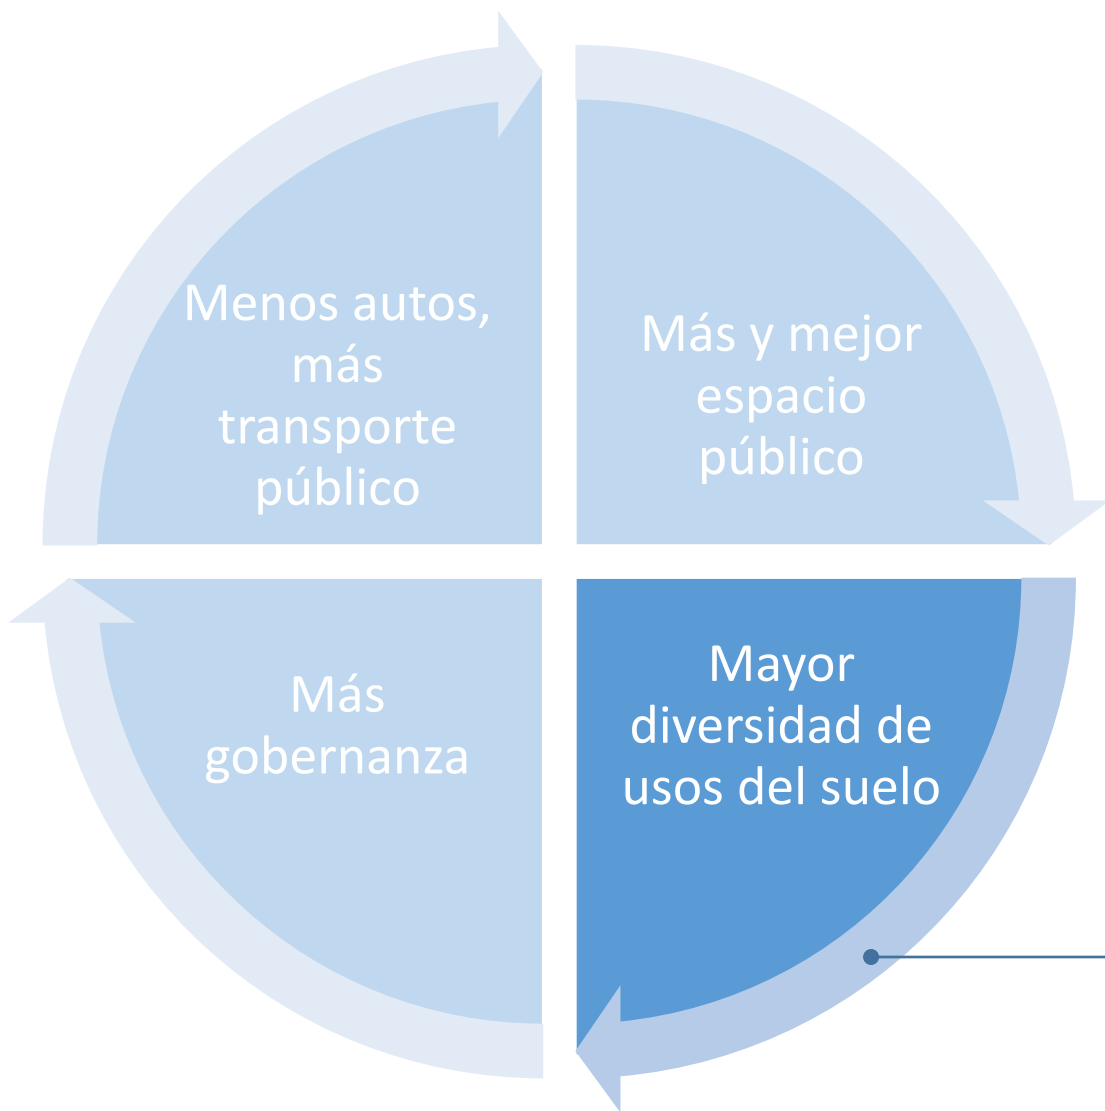 Menos autos,
más
transporte
público
Más y mejor
espacio
público
Más
gobernanza
Mayor
diversidad de
usos del suelo